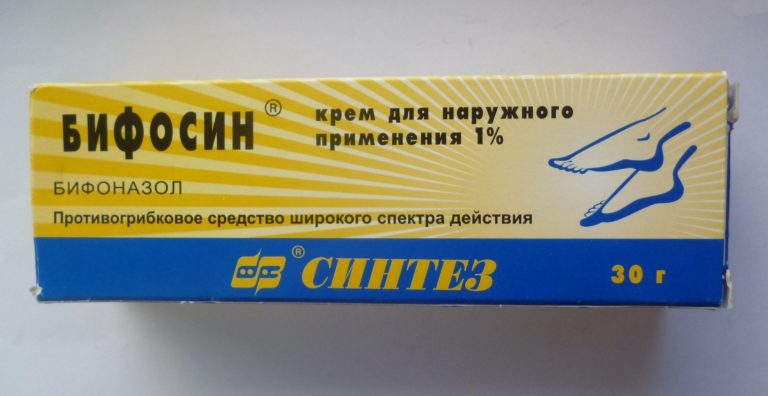 БИФОСИН®
крем для наружного
применения 1%
БИФОНАЗОЛ
Противогрибковое средство широкого спектра действия
® СИНТЕЗ
30 г